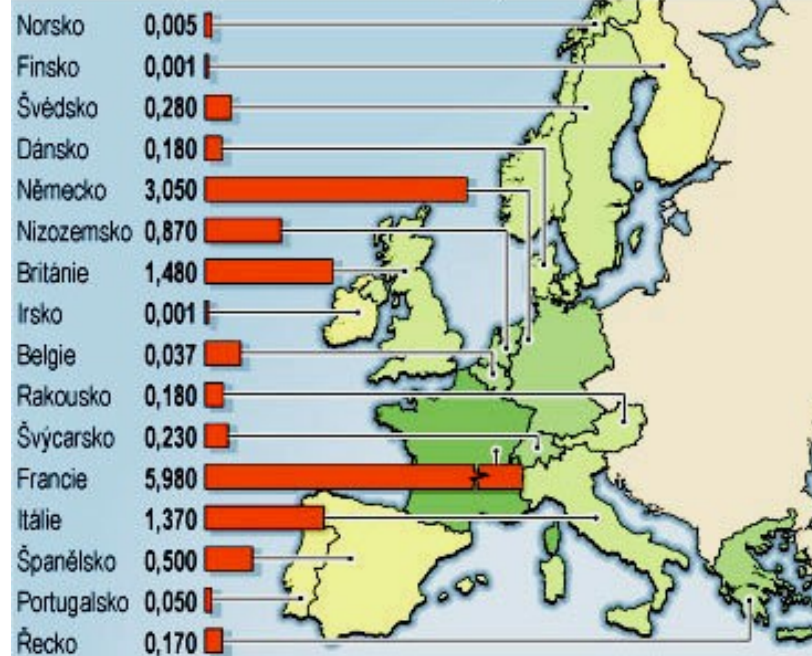 Norsko 0,005
Finsko 0,001
Švédsko 0,280
Dánsko 0,180
Německo 3,050
Nizozemsko 0,870
Británie 1,480
Irsko 0,001
Belgie 0,037
Rakousko 0,180
Švýcarsko 0,230
Francie 5,980
Itálie 1,370
Španělsko 0,500
Portugalsko 0,050
Řecko 0,170